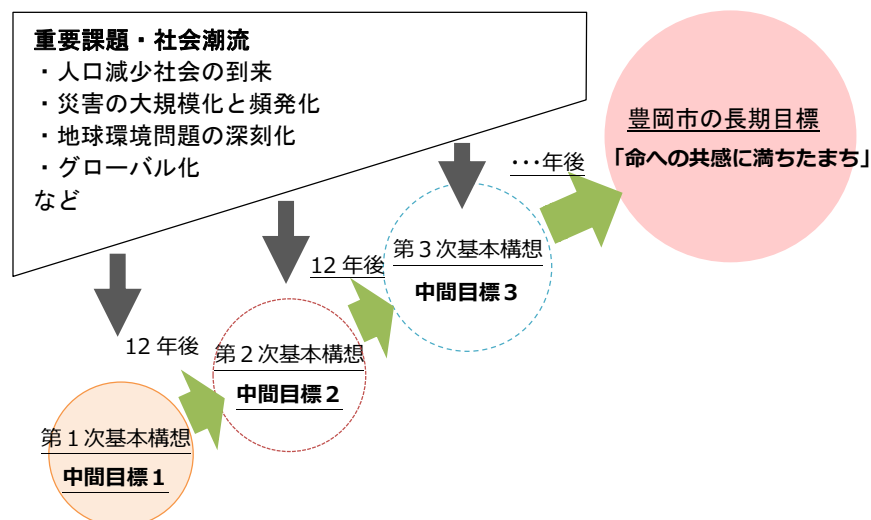 重要課題・社会潮流
・人口減少社会の到来
・災害の大規模化と頻発化
・地球環境問題の深刻化
・グローバル化
など
豊岡市の長期目標
「命への共感に満ちたまち」
…年後
第３次基本構想
中間目標３
12 年後
第２次基本構想
中間目標２
12 年後
第１次基本構想
中間目標１